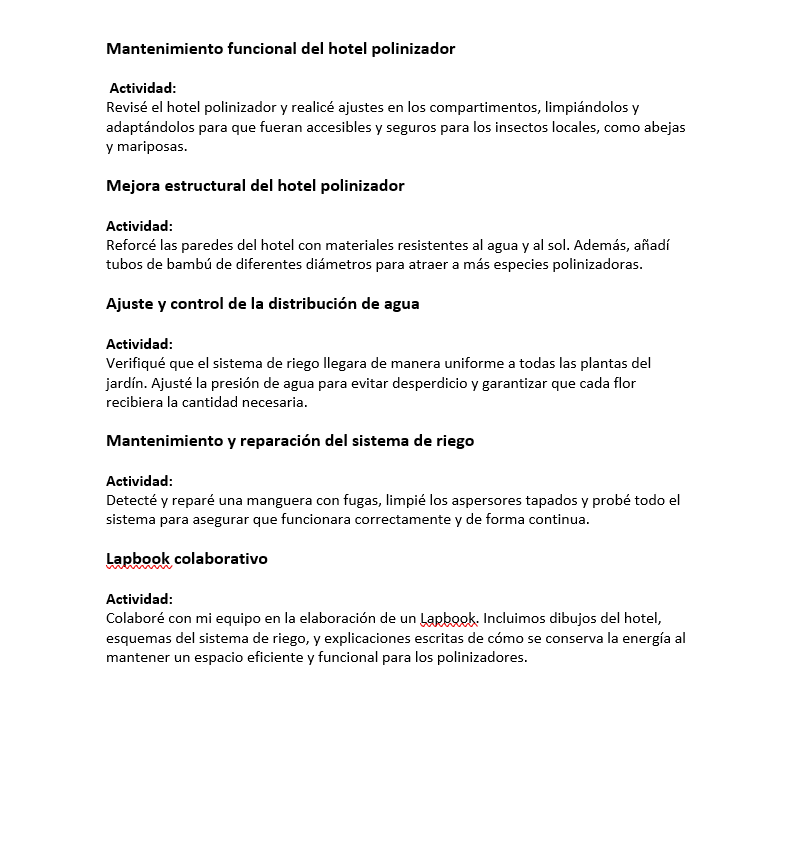 Mantenimiento funcional del hotel polinizador
Actividad:
Revisé el hotel polinizador y realicé ajustes en los compartimentos, limpiándolos y
adaptándolos para que fueran accesibles y seguros para los insectos locales, como abejas
y mariposas.
Mejora estructural del hotel polinizador
Actividad:
Reforcé las paredes del hotel con materiales resistentes al agua y al sol. Además, añadí
tubos de bambú de diferentes diámetros para atraer a más especies polinizadoras.
Ajuste y control de la distribución de agua
Actividad:
Verifiqué que el sistema de riego llegara de manera uniforme a todas las plantas del
jardín. Ajusté la presión de agua para evitar desperdicio y garantizar que cada flor
recibiera la cantidad necesaria.
Mantenimiento y reparación del sistema de riego
Actividad:
Detecté y reparé una manguera con fugas, limpié los aspersores tapados y probé todo el
sistema para asegurar que funcionara correctamente y de forma continua.
Lapbook colaborativo
Actividad:
Colaboré con mi equipo en la elaboración de un Lapbook. Incluimos dibujos del hotel,
esquemas del sistema de riego, y explicaciones escritas de cómo se conserva la energía al
mantener un espacio eficiente y funcional para los polinizadores.